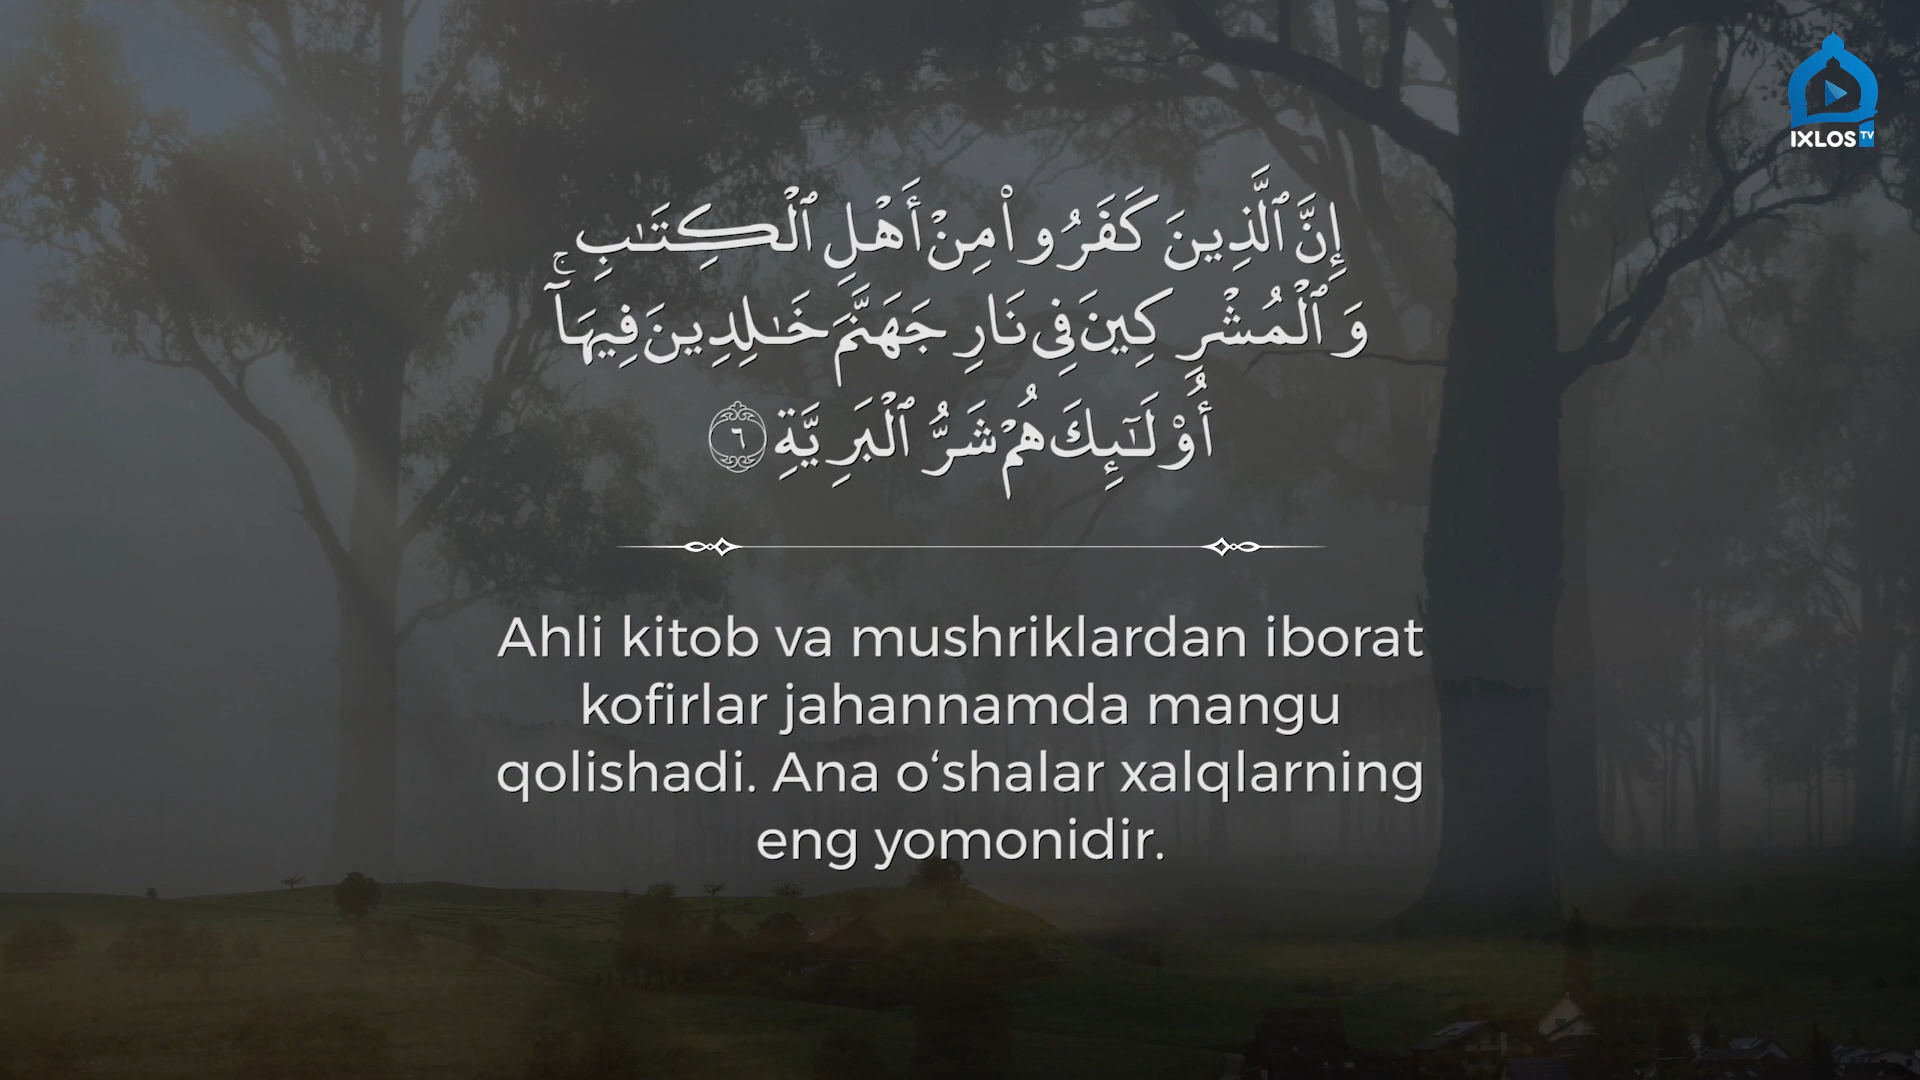 IXLOS TV
إِنَّ ٱلَّذِينَ كَفَرُوا۟ مِنْ أَهْلِ ٱلْكِتَـٰبِ
وَٱلْمُشْرِكِينَ فِى نَارِ جَهَنَّمَ خَـٰلِدِينَ فِيهَآ ۚ
أُو۟لَـٰٓئِكَ هُمْ شَرُّ ٱلْبَرِيَّةِ ٦
Ahli kitob va mushriklardan iborat
kofirlar jahannamda mangu
qolishadi. Ana o‘shalar xalqlarning
eng yomonidir.